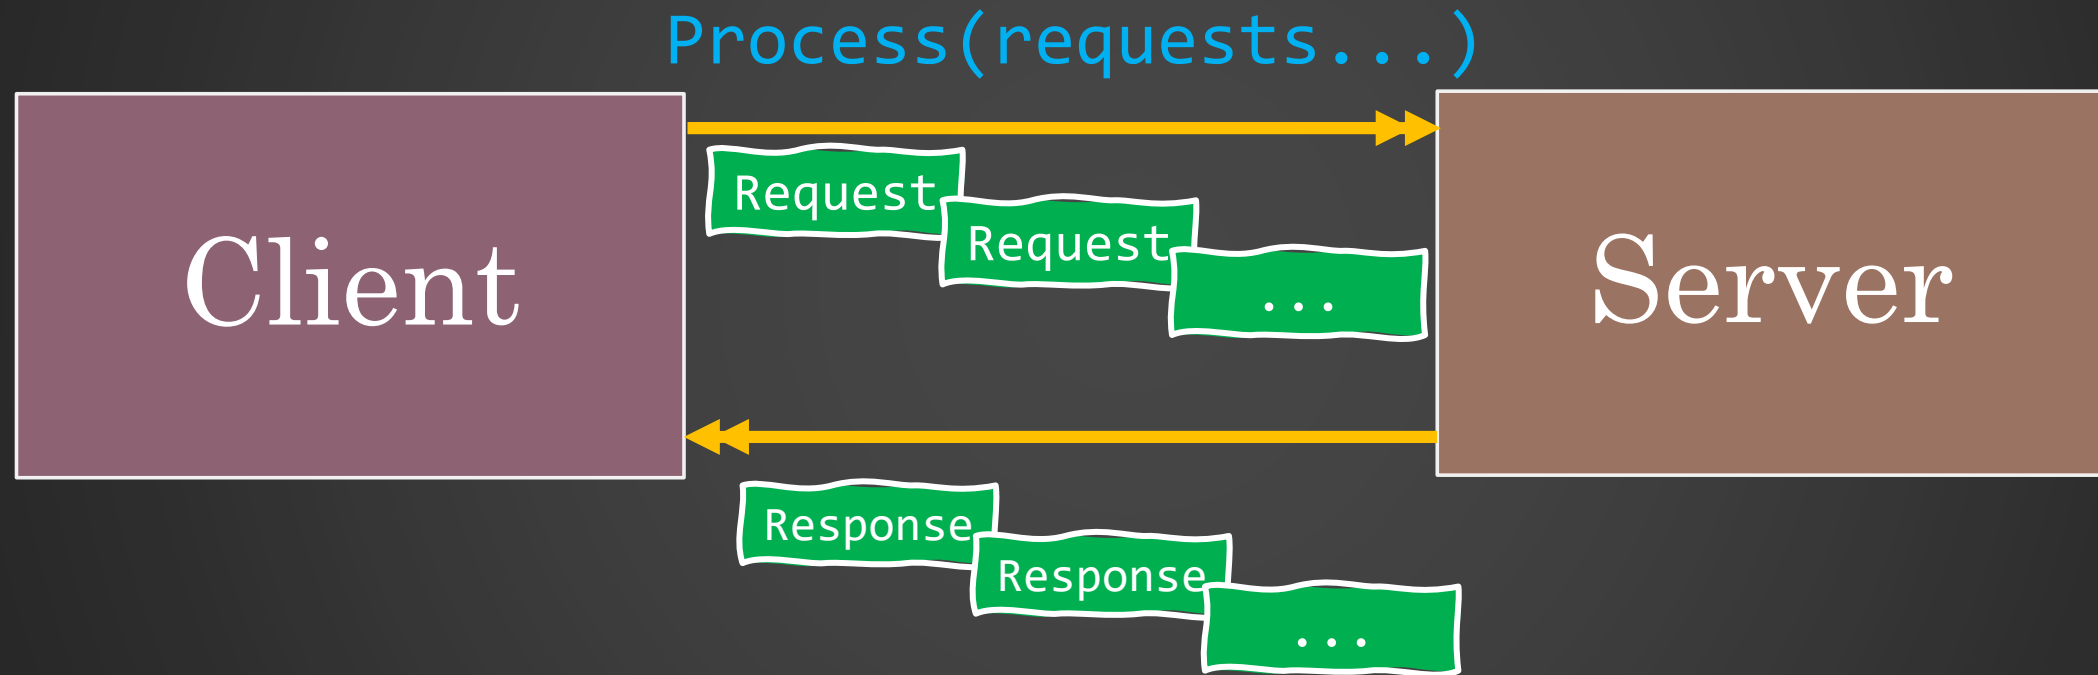 Process(requests...)
Client
Request
Request
...
Server
Response
Response
...